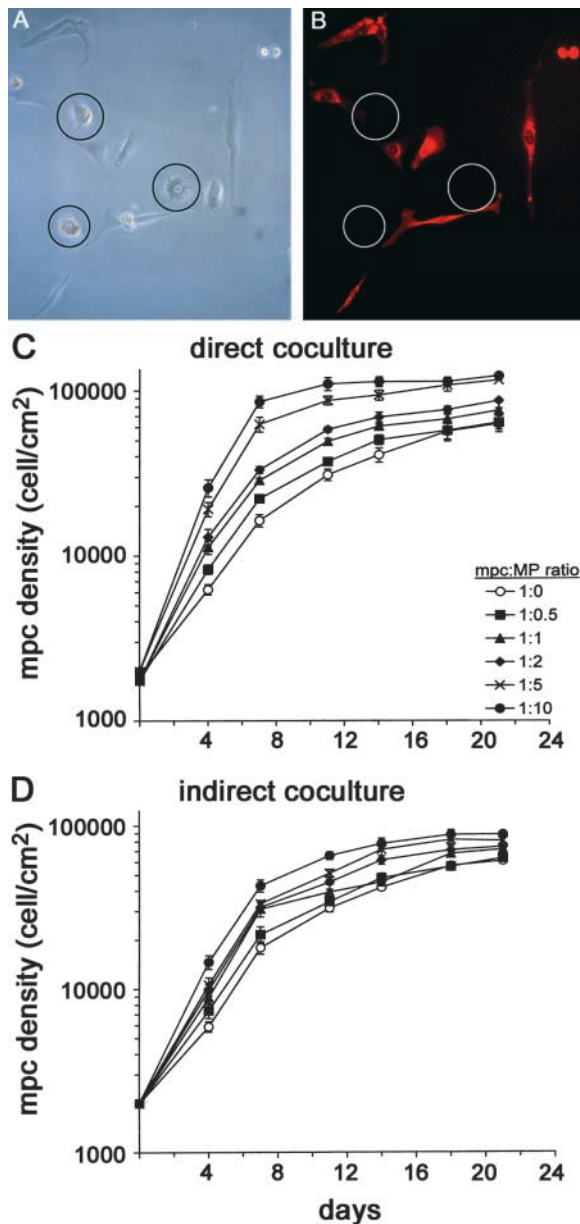 A
B
C direct coculture
mpc density (cell/cm²)
100000
10000
1000
4 8 12 16 20 24
mpc:MP ratio
1:0
1:0.5
1:1
1:2
1:5
1:10
D indirect coculture
mpc density (cell/cm²)
100000
10000
1000
4 8 12 16 20 24
days